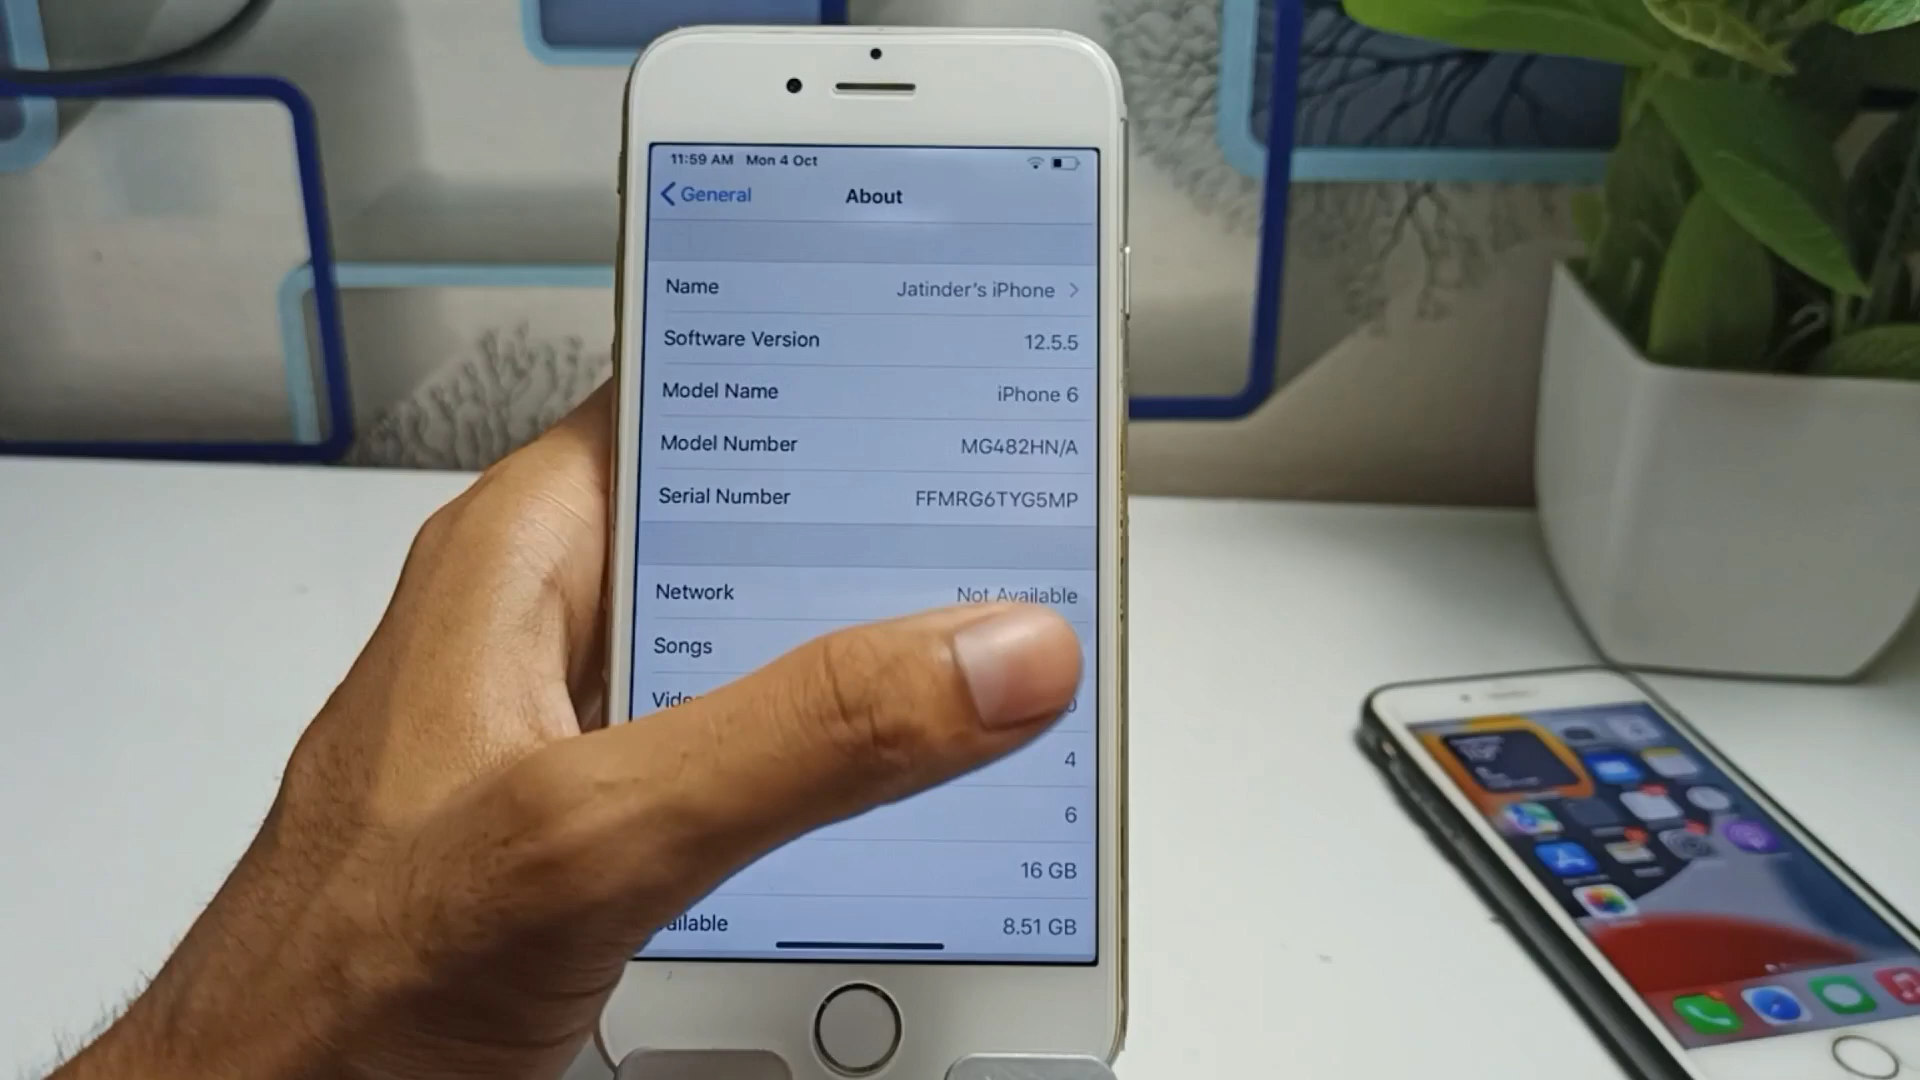 11:59 AM Mon 4 Oct
General About
Name Jatinder's iPhone
Software Version 12.5.5
Model Name iPhone 6
Model Number MG482HN/A
Serial Number FFMRG6TYG5MP
Network Not Available
Songs
4
6
16 GB
8.51 GB